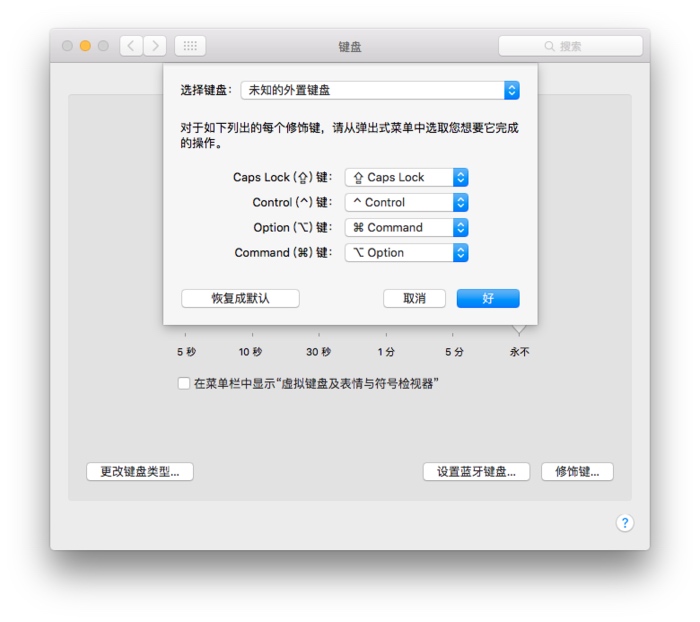 键盘
搜索
选择键盘： 未知的外置键盘
对于如下列出的每个修饰键，请从弹出式菜单中选取您想要它完成
的操作。
Caps Lock (⇪) 键： ⇪ Caps Lock
Control (^) 键： ^ Control
Option (⌥) 键： ⌘ Command
Command (⌘) 键： ⌥ Option
恢复成默认 取消 好
5 秒 10 秒 30 秒 1 分 5 分 永不
在菜单栏中显示“虚拟键盘及表情与符号检视器”
更改键盘类型... 设置蓝牙键盘... 修饰键...
?